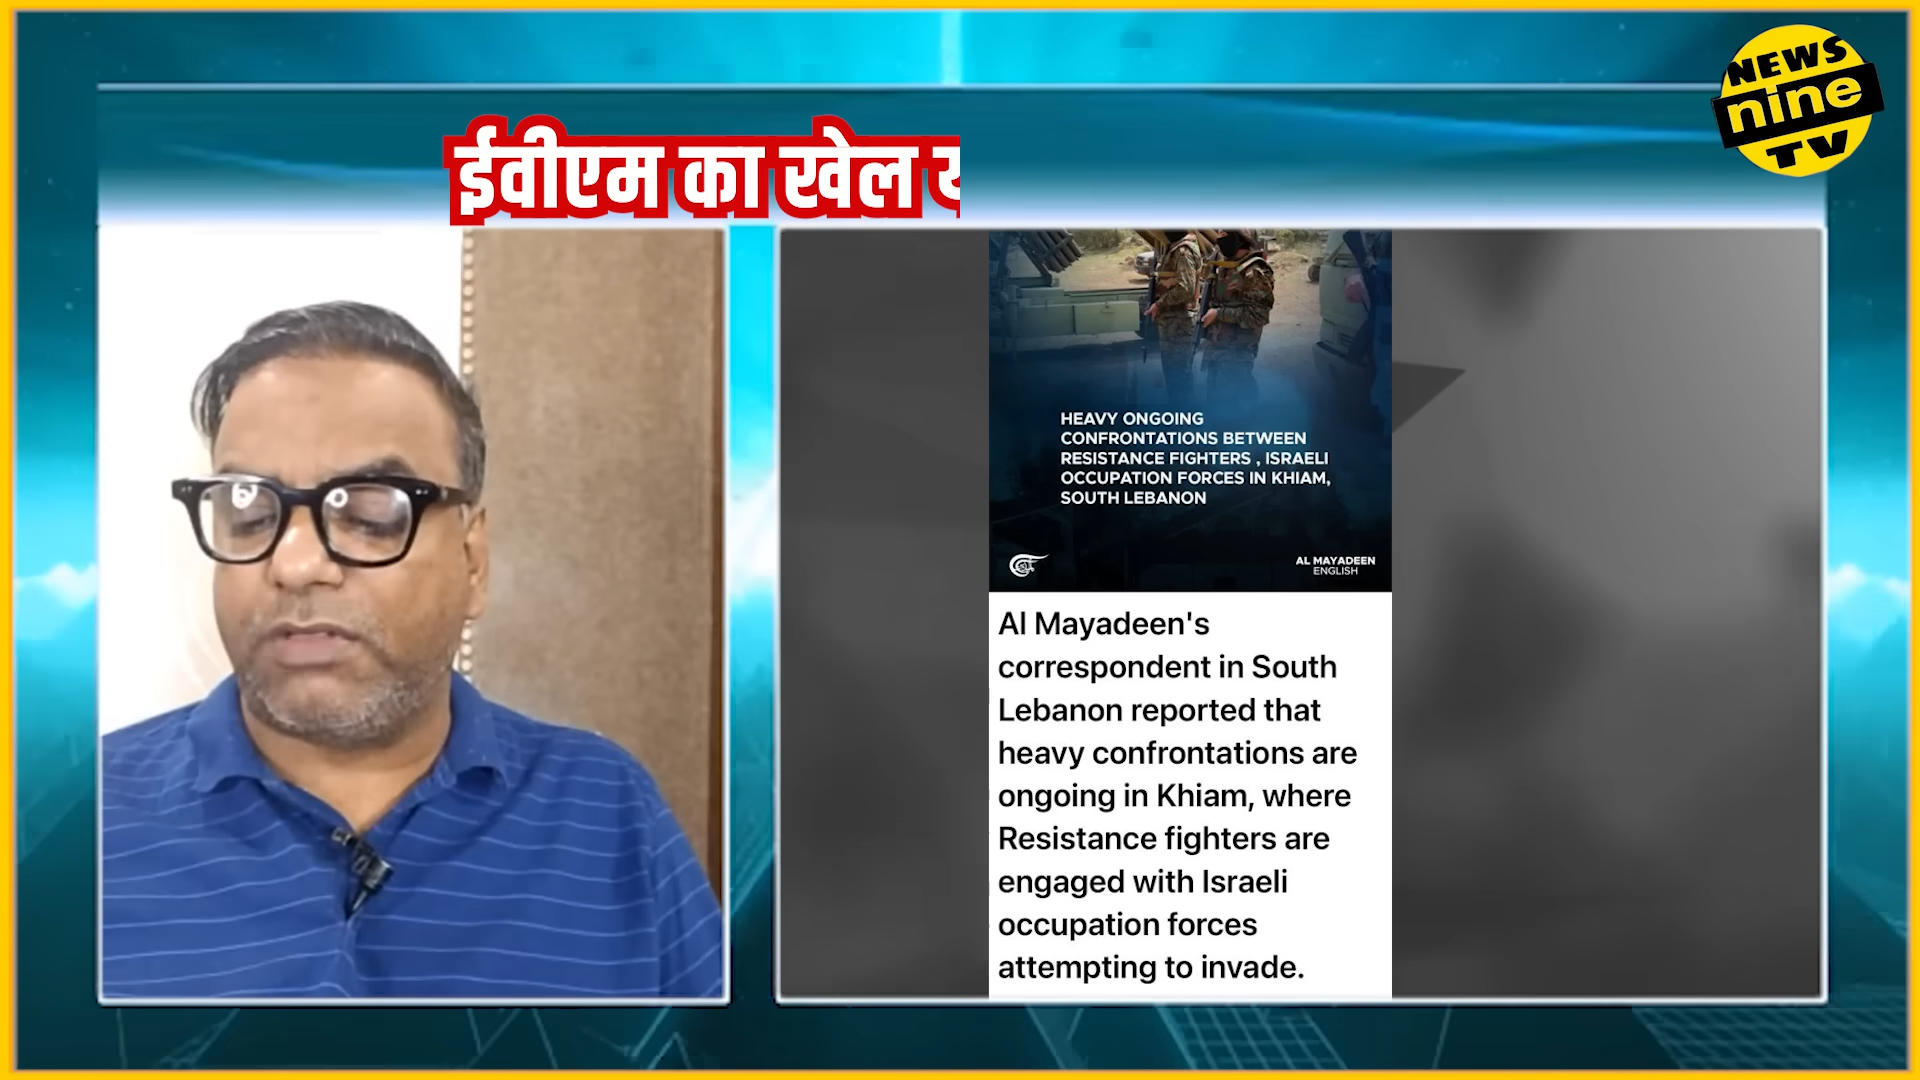 NEWS
nine
TV
ईवीएम का खेल
HEAVY ONGOING
CONFRONTATIONS BETWEEN
RESISTANCE FIGHTERS , ISRAELI
OCCUPATION FORCES IN KHIAM,
SOUTH LEBANON
AL MAYADEEN
ENGLISH
Al Mayadeen's
correspondent in South
Lebanon reported that
heavy confrontations are
ongoing in Khiam, where
Resistance fighters are
engaged with Israeli
occupation forces
attempting to invade.